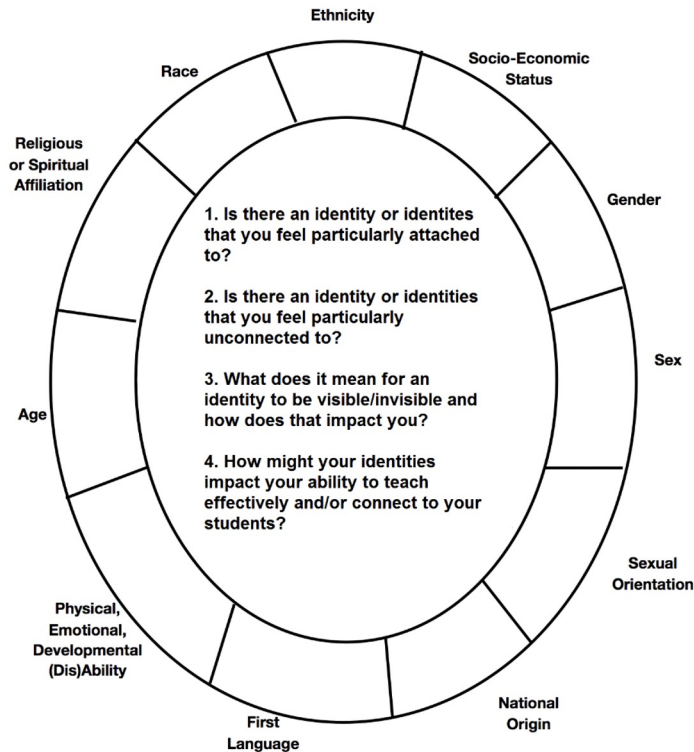 Ethnicity
Socio-Economic
Status
Gender
Sex
Sexual
Orientation
National
Origin
First
Language
Physical,
Emotional,
Developmental
(Dis)Ability
Age
Religious
or Spiritual
Affiliation
Race
1. Is there an identity or identites
that you feel particularly attached
to?
2. Is there an identity or identities
that you feel particularly
unconnected to?
3. What does it mean for an
identity to be visible/invisible and
how does that impact you?
4. How might your identities
impact your ability to teach
effectively and/or connect to your
students?